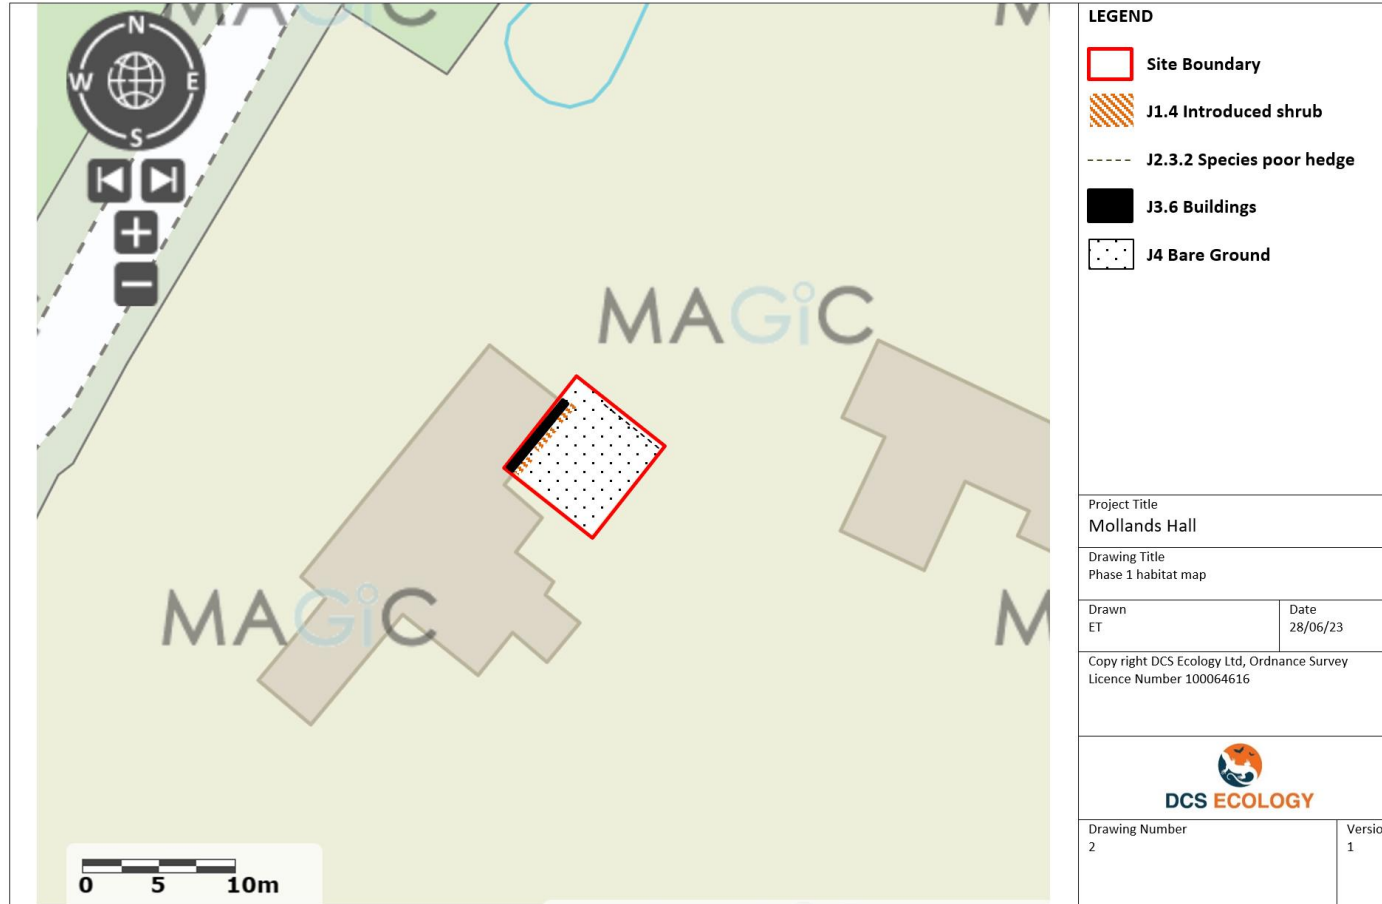 MAGiC
M
N
W
E
S
MAGiC
MAGiC
M
0 5 10m
LEGEND
Site Boundary
J1.4 Introduced shrub
J2.3.2 Species poor hedge
J3.6 Buildings
J4 Bare Ground
Project Title
Mollands Hall
Drawing Title
Phase 1 habitat map
Drawn
ET
Date
28/06/23
Copy right DCS Ecology Ltd, Ordnance Survey
Licence Number 100064616
DCS ECOLOGY
Drawing Number
2
Versio
1